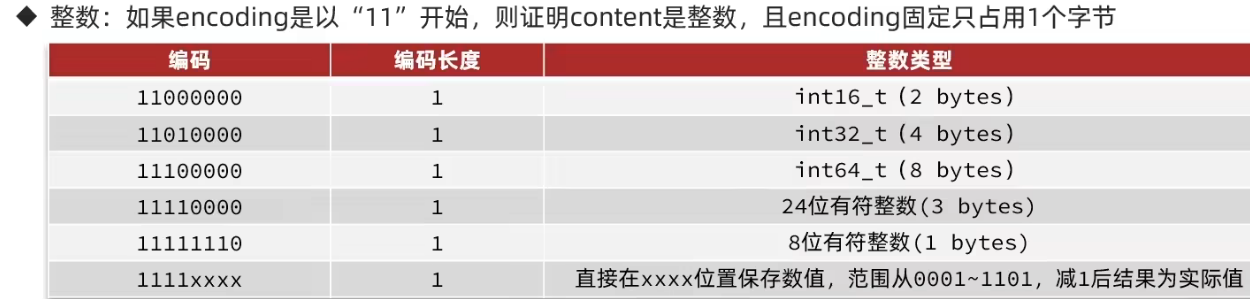 ◆ 整数：如果encoding是以“11”开始，则证明content是整数，且encoding固定只占用1个字节
编码 编码长度 整数类型
11000000 1 int16_t (2 bytes)
11010000 1 int32_t (4 bytes)
11100000 1 int64_t (8 bytes)
11110000 1 24位有符整数(3 bytes)
11111110 1 8位有符整数(1 bytes)
1111xxxx 1 直接在xxxx位置保存数值，范围从0001~1101，减1后结果为实际值